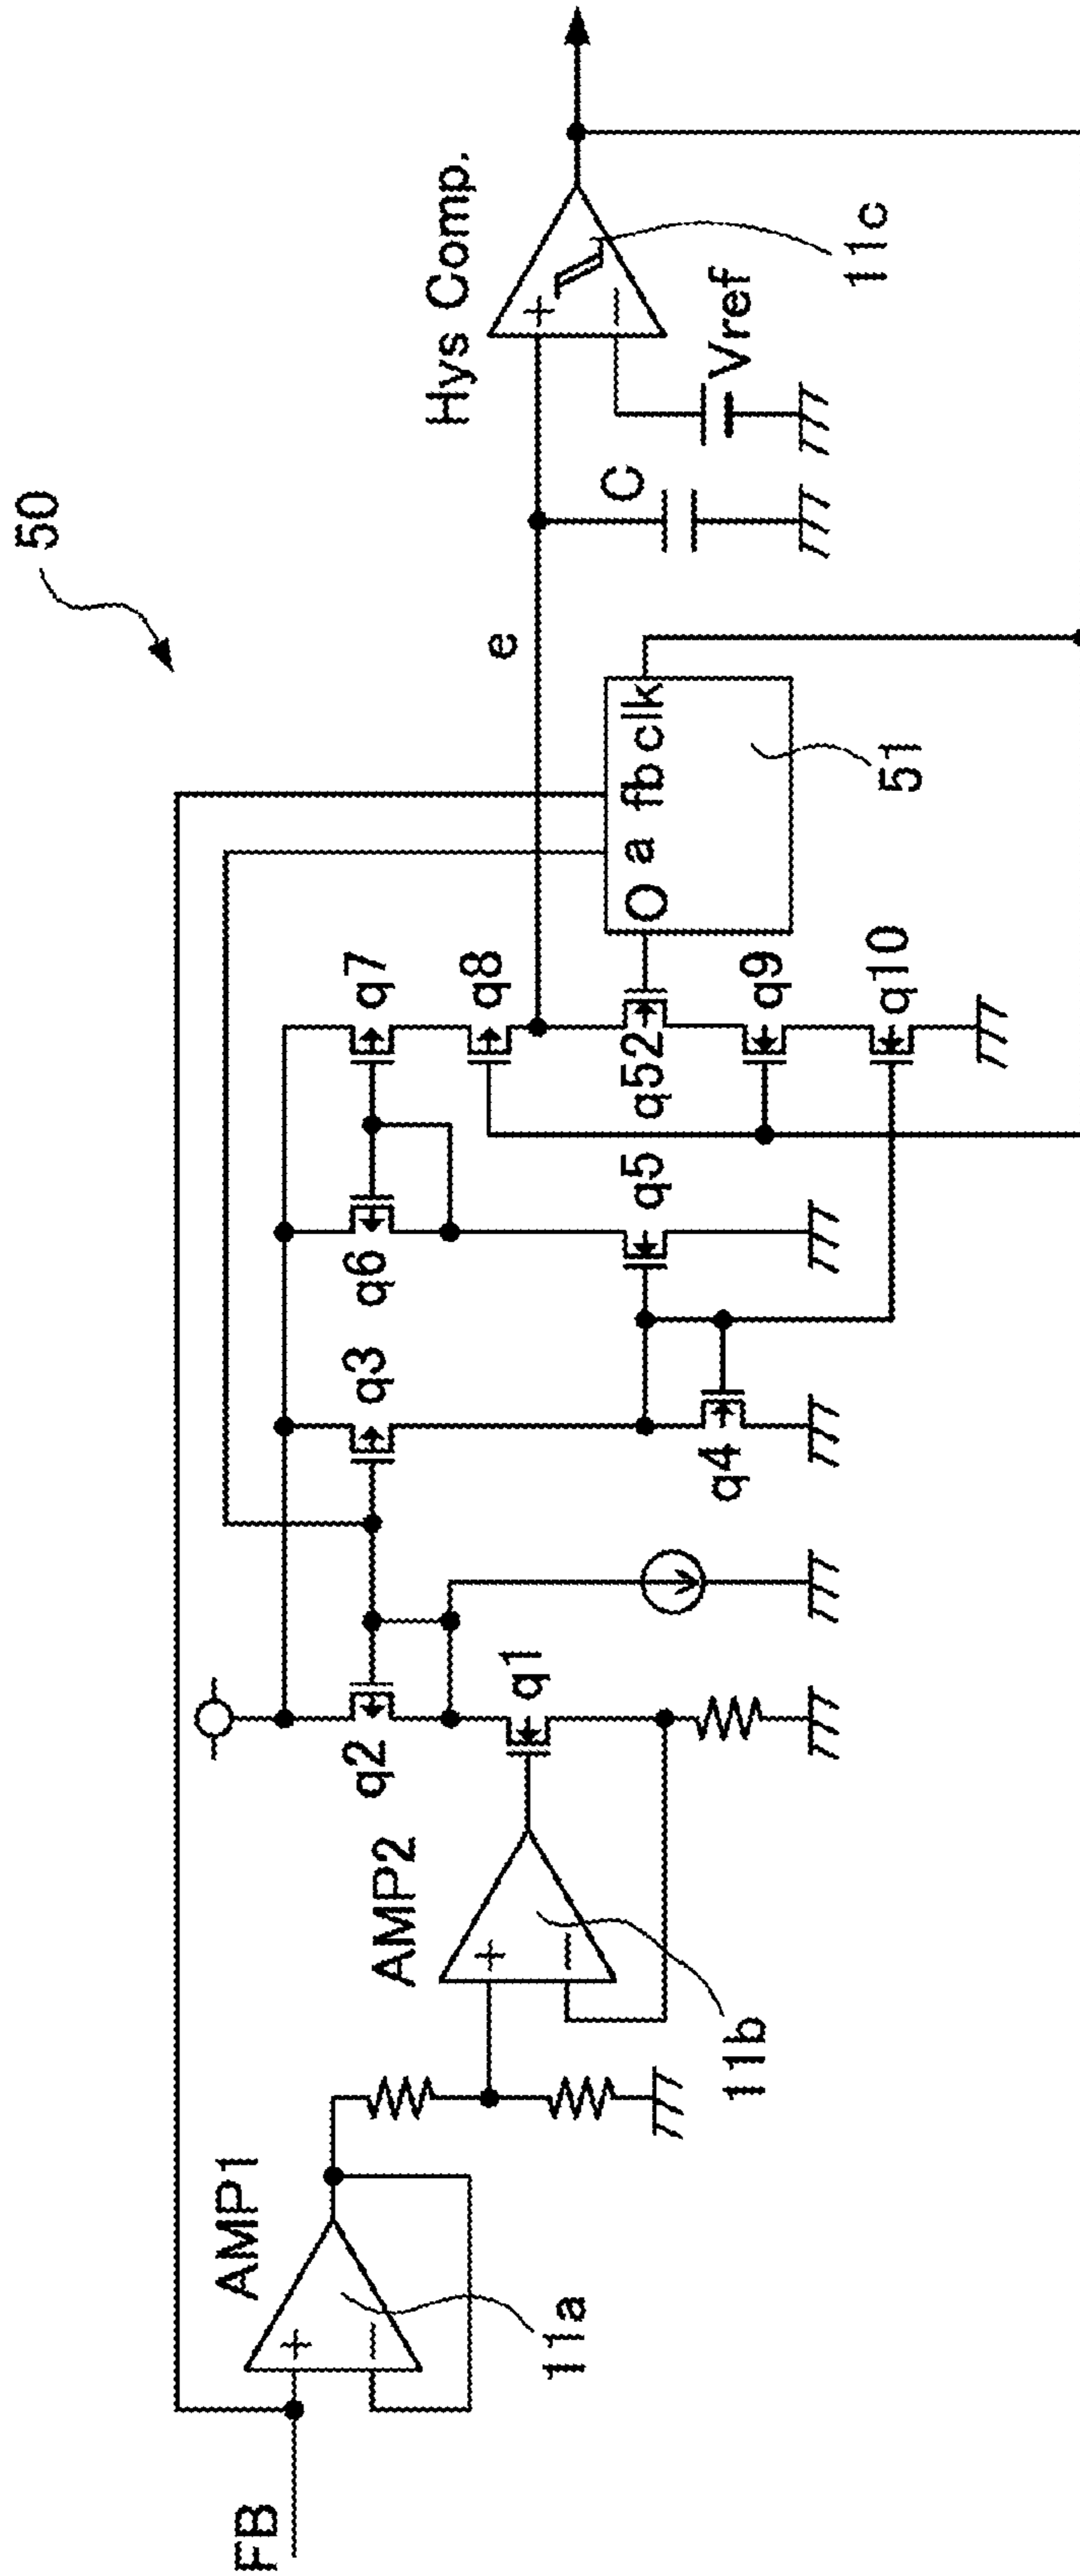 50
FB
AMP1
+
−
11a
AMP2
+
−
11b
q2
q1
q3
q4
q6
q5
q7
q8
q52
q9
q10
O a fb clk
51
e
C
Vref
Hys Comp.
+
−
11c